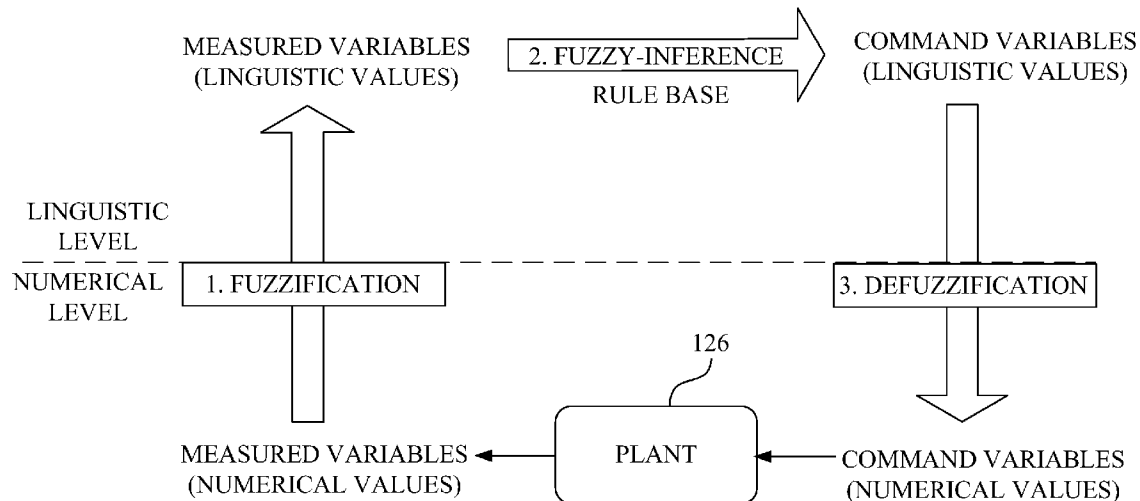 MEASURED VARIABLES
(LINGUISTIC VALUES)
2. FUZZY-INFERENCE
RULE BASE
COMMAND VARIABLES
(LINGUISTIC VALUES)
LINGUISTIC
LEVEL
NUMERICAL
LEVEL
1. FUZZIFICATION
3. DEFUZZIFICATION
126
MEASURED VARIABLES
(NUMERICAL VALUES)
PLANT
COMMAND VARIABLES
(NUMERICAL VALUES)